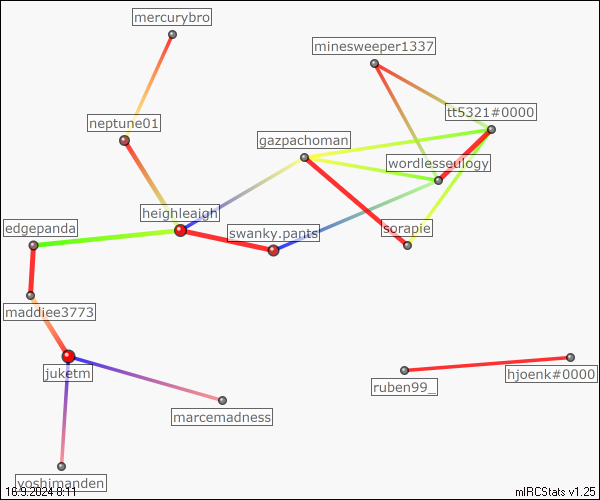 mercurybro
minesweeper1337
tt5321#0000
neptune01
gazpachoman
wordlesseulogy
heighleaigh
edgepanda
swanky.pants
sorapie
maddiee3773
juketm
ruben99_
hjoenk#0000
marcemadness
yoshimanden
16.9.2024 8:11
mIRCStats v1.25